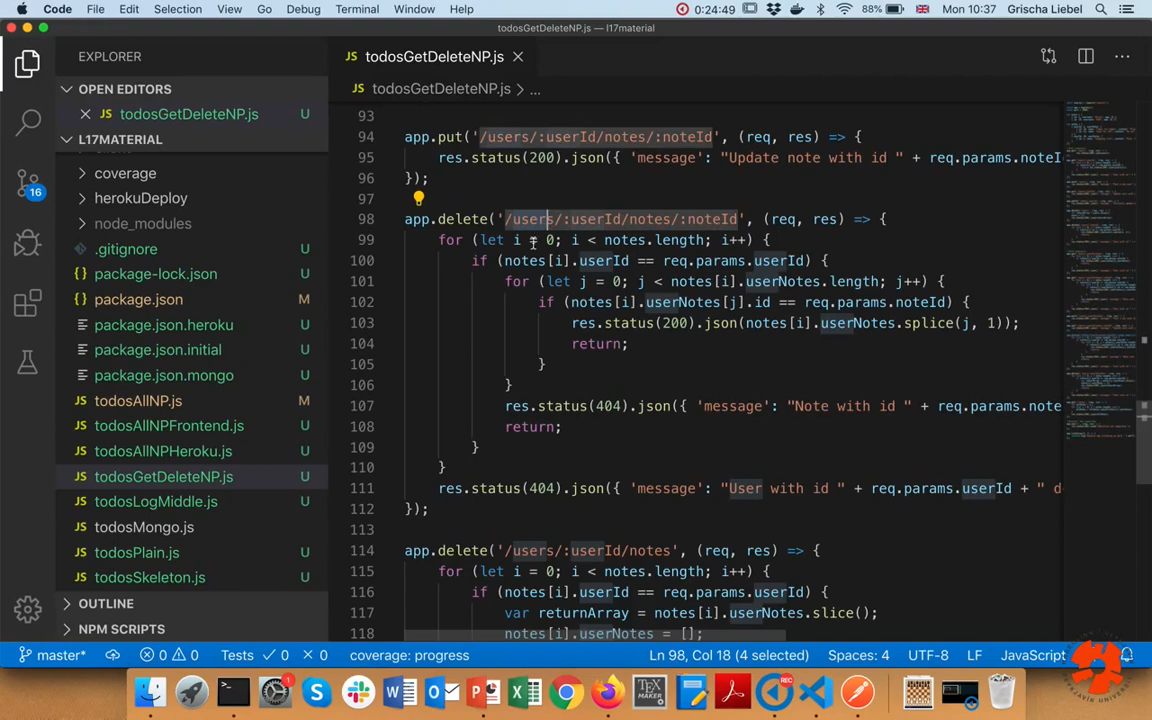 Code File Edit Selection View Go Debug Terminal Window Help 0:24:49 88% Mon 10:37 Grischa Liebel
todosGetDeleteNP.js — l17material
EXPLORER
OPEN EDITORS
todosGetDeleteNP.js U
L17MATERIAL
coverage
herokuDeploy
node_modules
.gitignore U
package-lock.json U
package.json M
package.json.heroku U
package.json.initial U
package.json.mongo U
todosAllNP.js M
todosAllNPFrontend.js U
todosAllNPHeroku.js U
todosGetDeleteNP.js U
todosLogMiddle.js U
todosMongo.js U
todosPlain.js U
todosSkeleton.js U
OUTLINE
NPM SCRIPTS
16
JS todosGetDeleteNP.js
JS todosGetDeleteNP.js > ...
93
94 app.put('/users/:userId/notes/:noteId', (req, res) => {
95 res.status(200).json({ 'message': "Update note with id " + req.params.noteI
96 });
97
98 app.delete('/users/:userId/notes/:noteId', (req, res) => {
99 for (let i = 0; i < notes.length; i++) {
100 if (notes[i].userId == req.params.userId) {
101 for (let j = 0; j < notes[i].userNotes.length; j++) {
102 if (notes[i].userNotes[j].id == req.params.noteId) {
103 res.status(200).json(notes[i].userNotes.splice(j, 1));
104 return;
105 }
106 }
107 res.status(404).json({ 'message': "Note with id " + req.params.note
108 return;
109 }
110 }
111 res.status(404).json({ 'message': "User with id " + req.params.userId + " d
112 });
113
114 app.delete('/users/:userId/notes', (req, res) => {
115 for (let i = 0; i < notes.length; i++) {
116 if (notes[i].userId == req.params.userId) {
117 var returnArray = notes[i].userNotes.slice();
118 notes[i].userNotes = [];
master* 0 0 Tests 0 0 coverage: progress Ln 98, Col 18 (4 selected) Spaces: 4 UTF-8 LF JavaScript